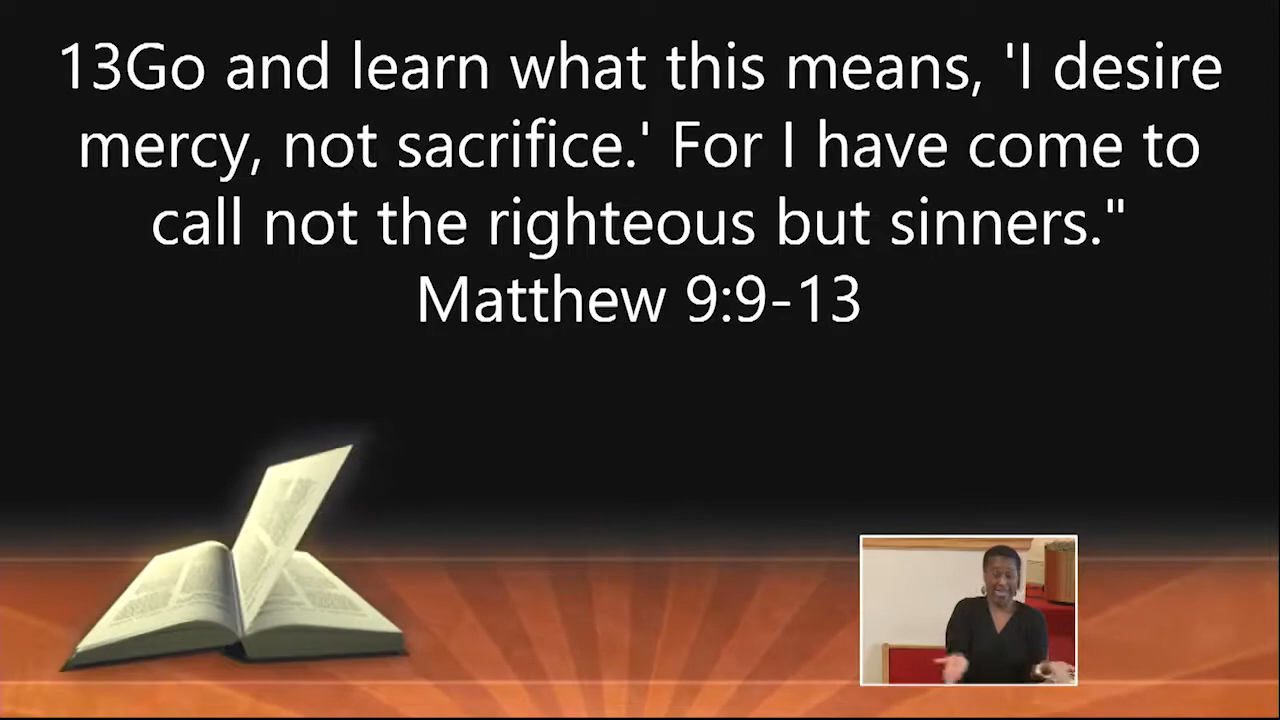 13Go and learn what this means, 'I desire
mercy, not sacrifice.' For I have come to
call not the righteous but sinners."
Matthew 9:9-13